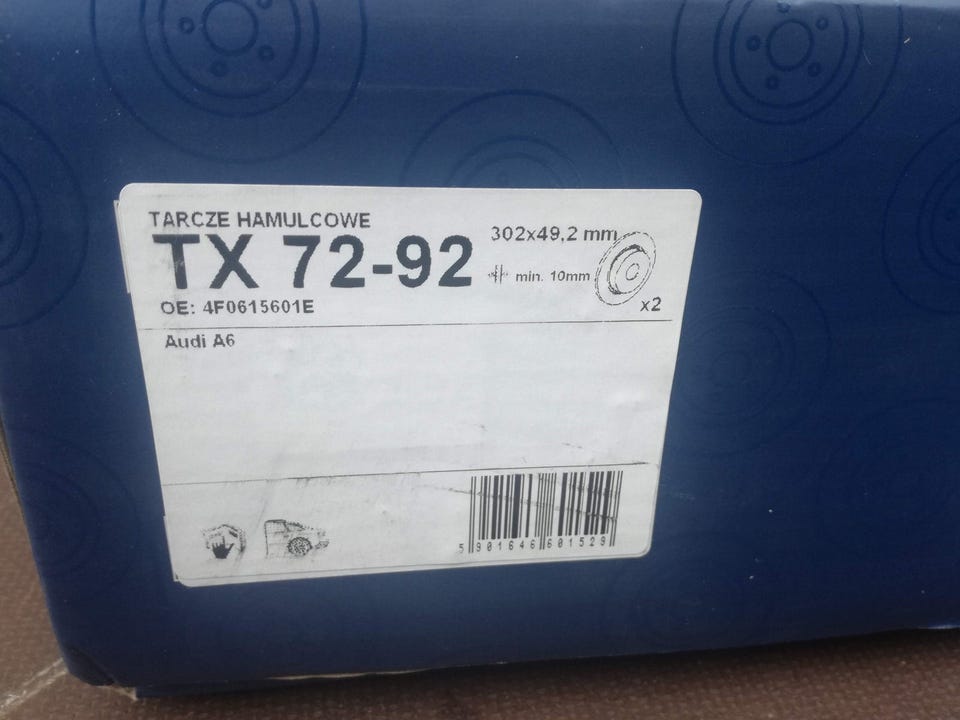 TARCZE HAMULCOWE
TX 72-92
302x49,2 mm
min. 10mm
x2
OE: 4F0615601E
Audi A6
5 901646 601529